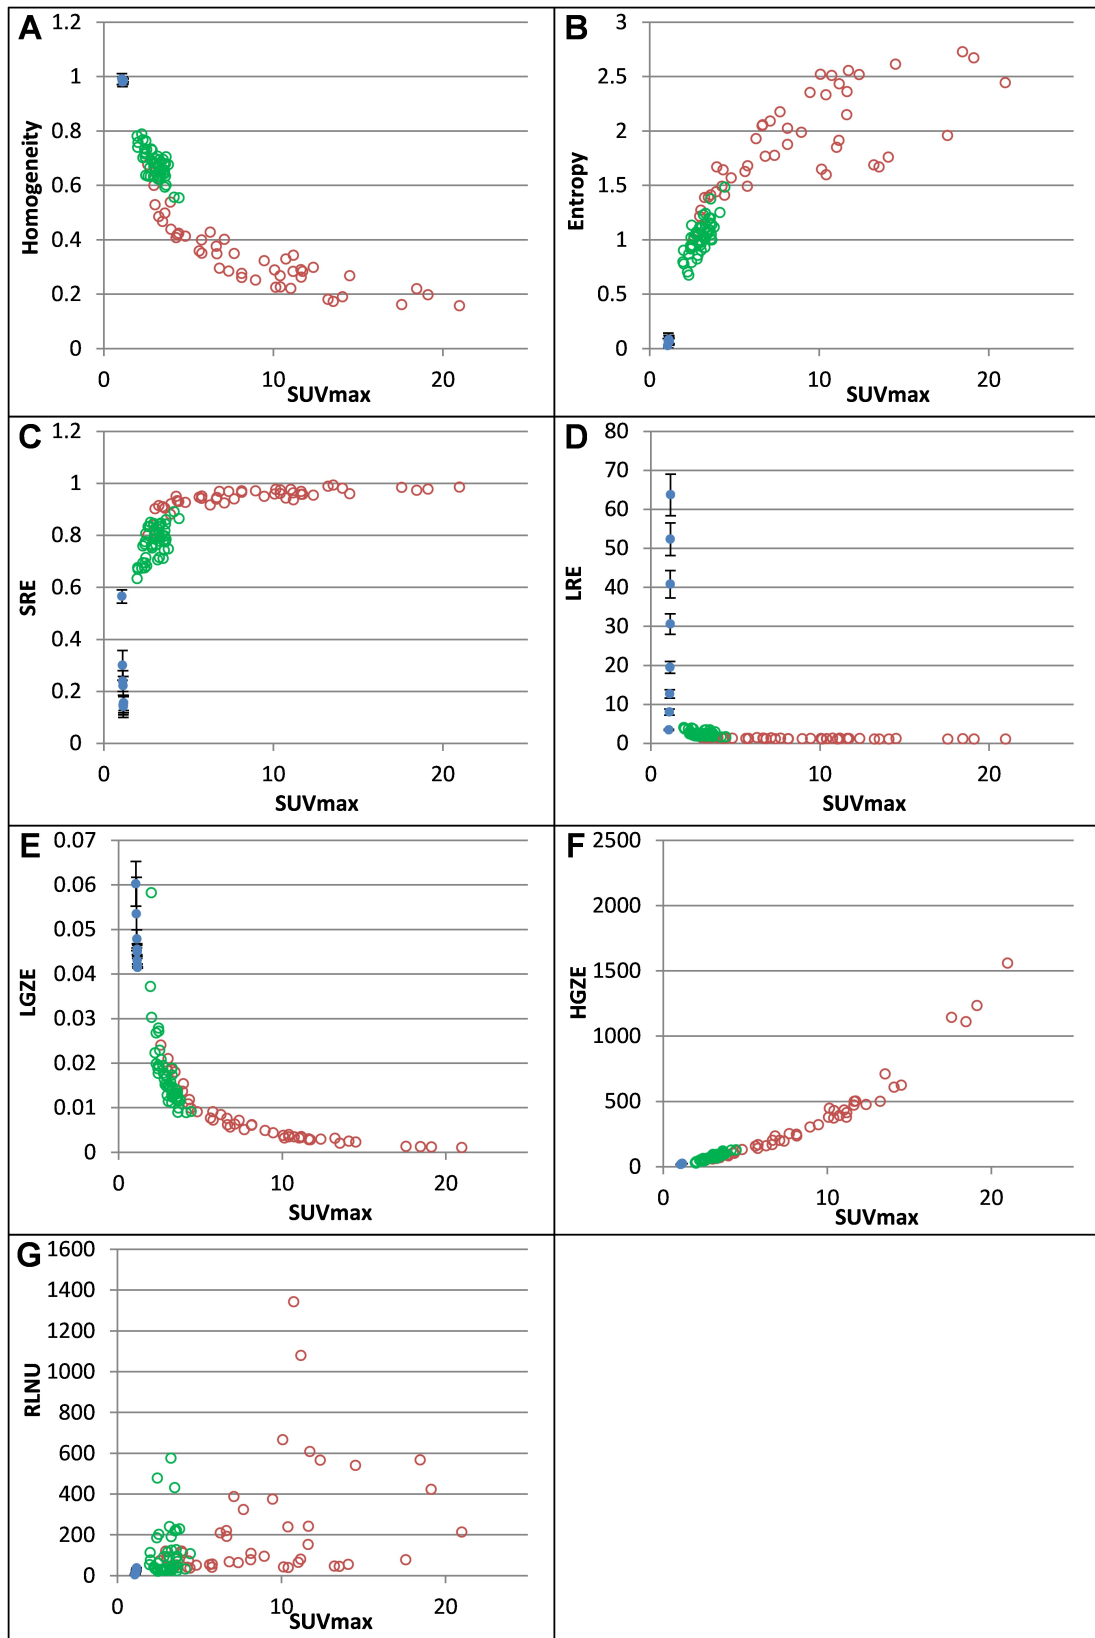 A
1.2
1
0.8
0.6
0.4
0.2
0
Homogeneity
0 10 20
SUVmax
B
3
2.5
2
1.5
1
0.5
0
Entropy
0 10 20
SUVmax
C
1.2
1
0.8
0.6
0.4
0.2
0
SRE
0 10 20
SUVmax
D
80
70
60
50
40
30
20
10
0
LRE
0 10 20
SUVmax
E
0.07
0.06
0.05
0.04
0.03
0.02
0.01
0
LGZE
0 10 20
SUVmax
F
2500
2000
1500
1000
500
0
HGZE
0 10 20
SUVmax
G
1600
1400
1200
1000
800
600
400
200
0
RLNU
0 10 20
SUVmax